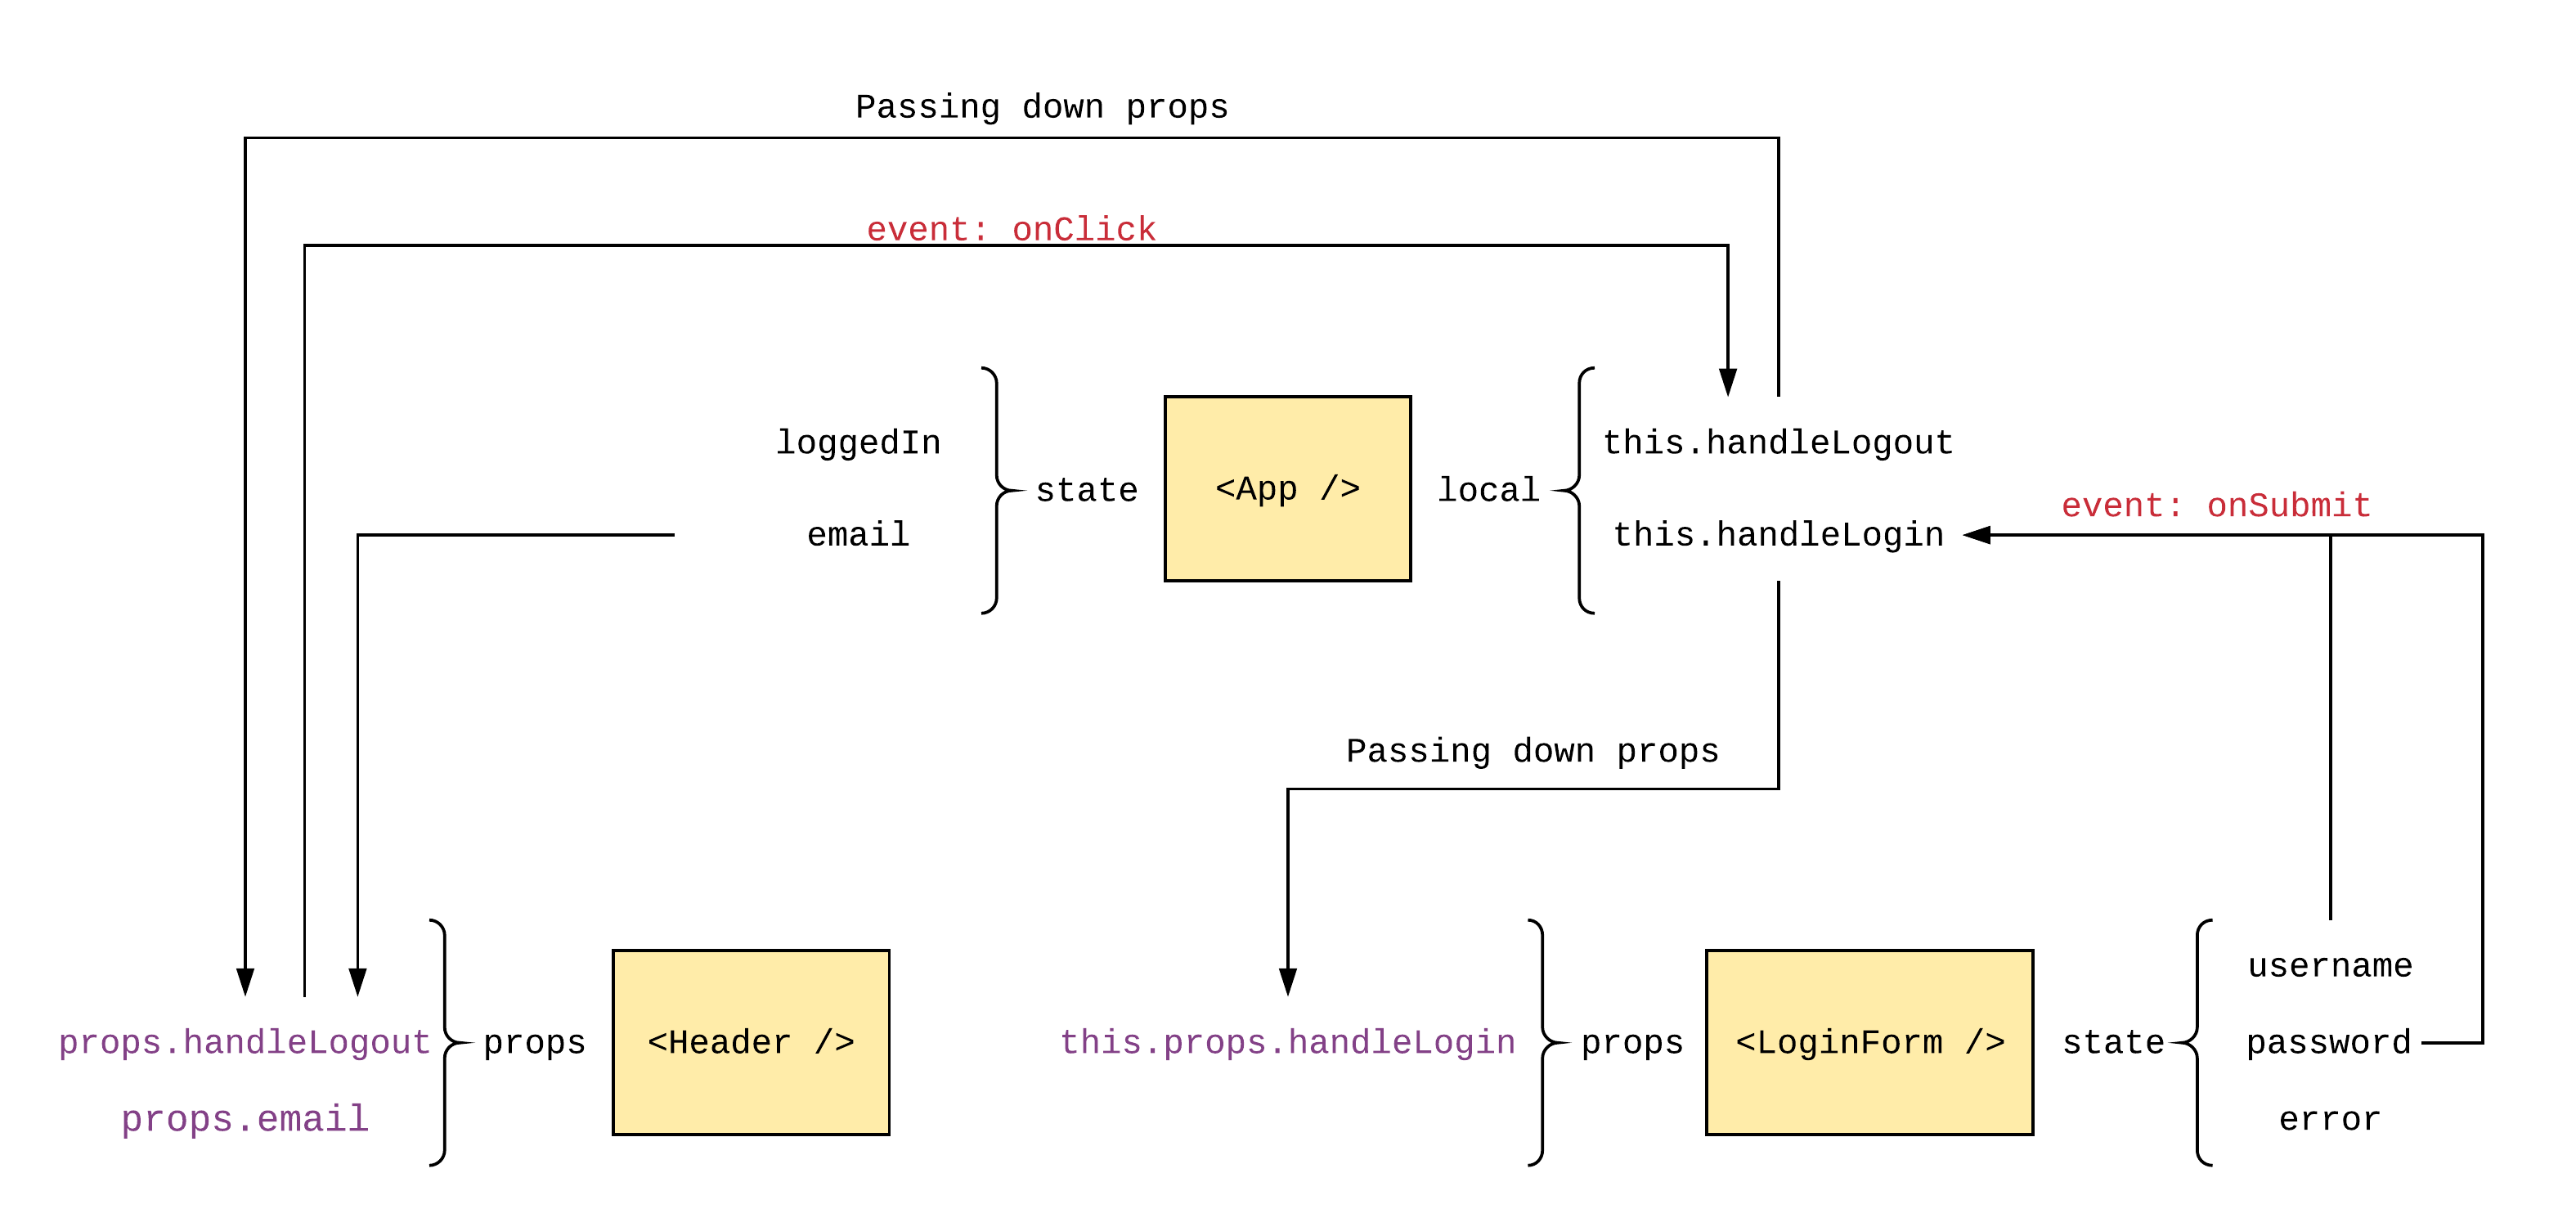 Passing down props
event: onClick
loggedIn
email
state
<App />
local
this.handleLogout
this.handleLogin
event: onSubmit
Passing down props
props.handleLogout
props.email
props
<Header />
this.props.handleLogin
props
<LoginForm />
state
username
password
error